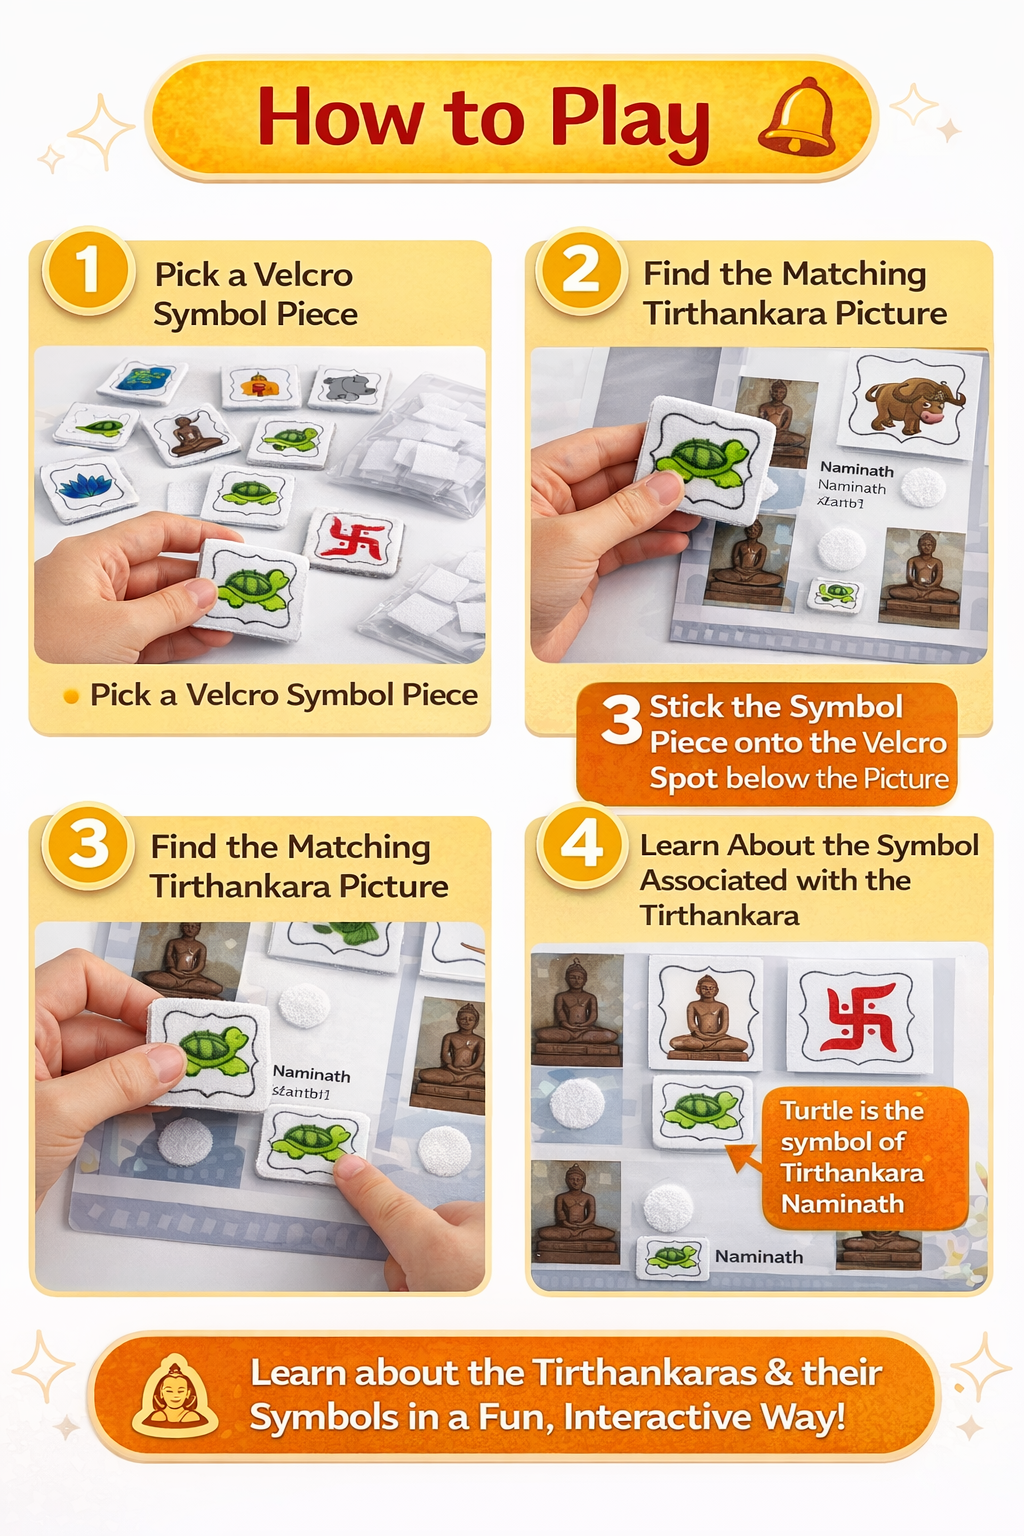 How to Play
1
Pick a Velcro
Symbol Piece
Pick a Velcro Symbol Piece
2
Find the Matching
Tirthankara Picture
Naminath
Naminath
3
Stick the Symbol
Piece onto the Velcro
Spot below the Picture
3
Find the Matching
Tirthankara Picture
Naminath
4
Learn About the Symbol
Associated with the
Tirthankara
Turtle is the
symbol of
Tirthankara
Naminath
Naminath
Learn about the Tirthankaras & their
Symbols in a Fun, Interactive Way!